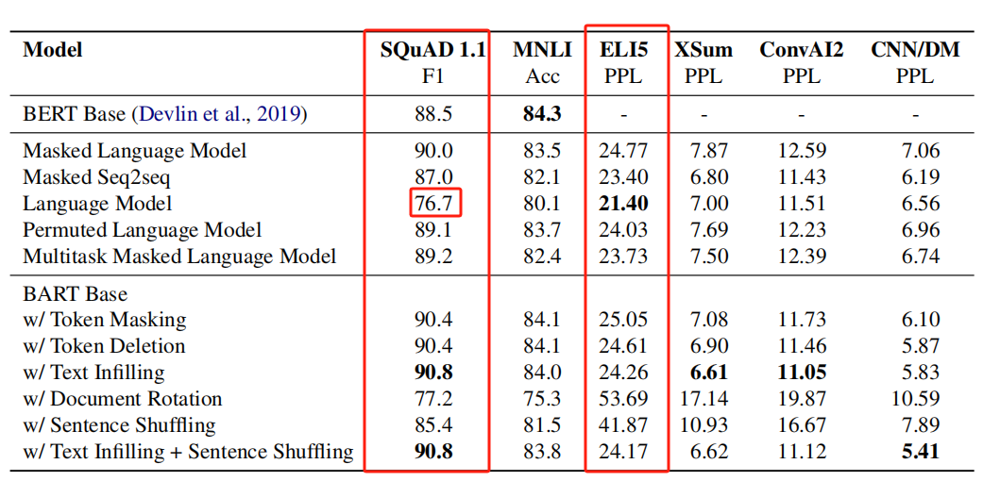 Model SQuAD 1.1 MNLI ELI5 XSum ConvAI2 CNN/DM
F1 Acc PPL PPL PPL PPL
BERT Base (Devlin et al., 2019) 88.5 84.3 - - - -
Masked Language Model 90.0 83.5 24.77 7.87 12.59 7.06
Masked Seq2seq 87.0 82.1 23.40 6.80 11.43 6.19
Language Model 76.7 80.1 21.40 7.00 11.51 6.56
Permuted Language Model 89.1 83.7 24.03 7.69 12.23 6.96
Multitask Masked Language Model 89.2 82.4 23.73 7.50 12.39 6.74
BART Base
w/ Token Masking 90.4 84.1 25.05 7.08 11.73 6.10
w/ Token Deletion 90.4 84.1 24.61 6.90 11.46 5.87
w/ Text Infilling 90.8 84.0 24.26 6.61 11.05 5.83
w/ Document Rotation 77.2 75.3 53.69 17.14 19.87 10.59
w/ Sentence Shuffling 85.4 81.5 41.87 10.93 16.67 7.89
w/ Text Infilling + Sentence Shuffling 90.8 83.8 24.17 6.62 11.12 5.41